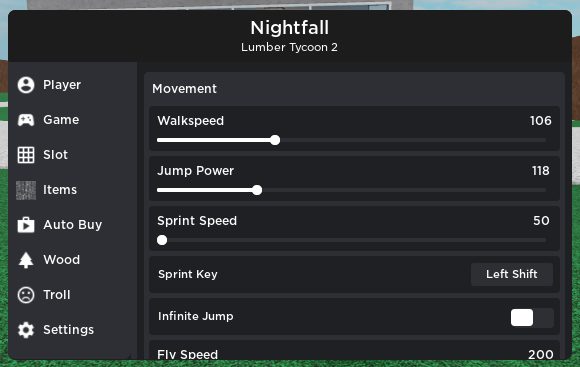 Nightfall
Lumber Tycoon 2
Player
Game
Slot
Items
Auto Buy
Wood
Troll
Settings
Movement
Walkspeed 106
Jump Power 118
Sprint Speed 50
Sprint Key Left Shift
Infinite Jump
Fly Speed 200